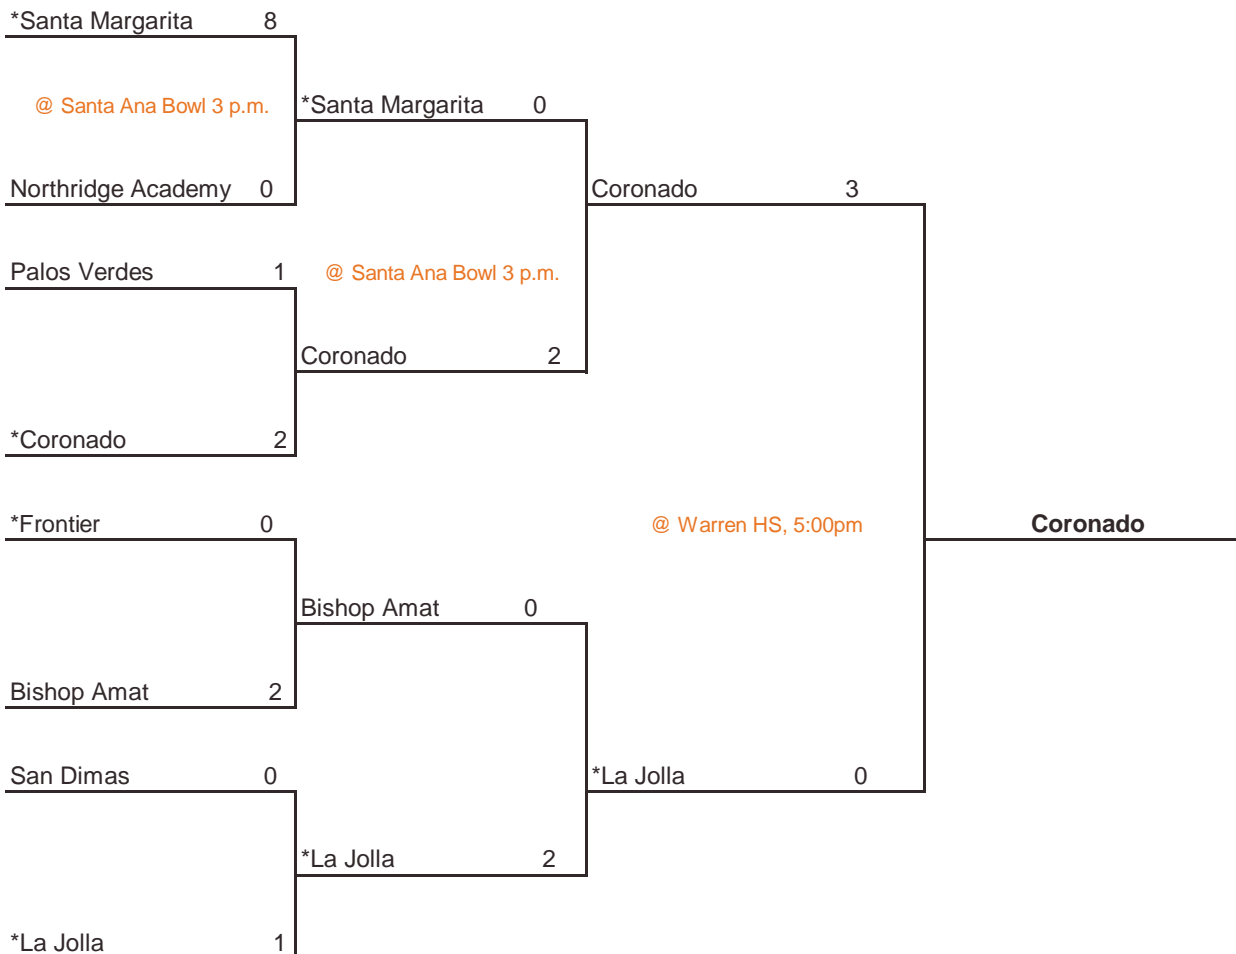 *Santa Margarita 8
@ Santa Ana Bowl 3 p.m.
*Santa Margarita 0
Northridge Academy 0
Coronado 3
Palos Verdes 1
@ Santa Ana Bowl 3 p.m.
Coronado 2
*Coronado 2
*Frontier 0
@ Warren HS, 5:00pm
Coronado
Bishop Amat 0
Bishop Amat 2
San Dimas 0
*La Jolla 0
*La Jolla 2
*La Jolla 1